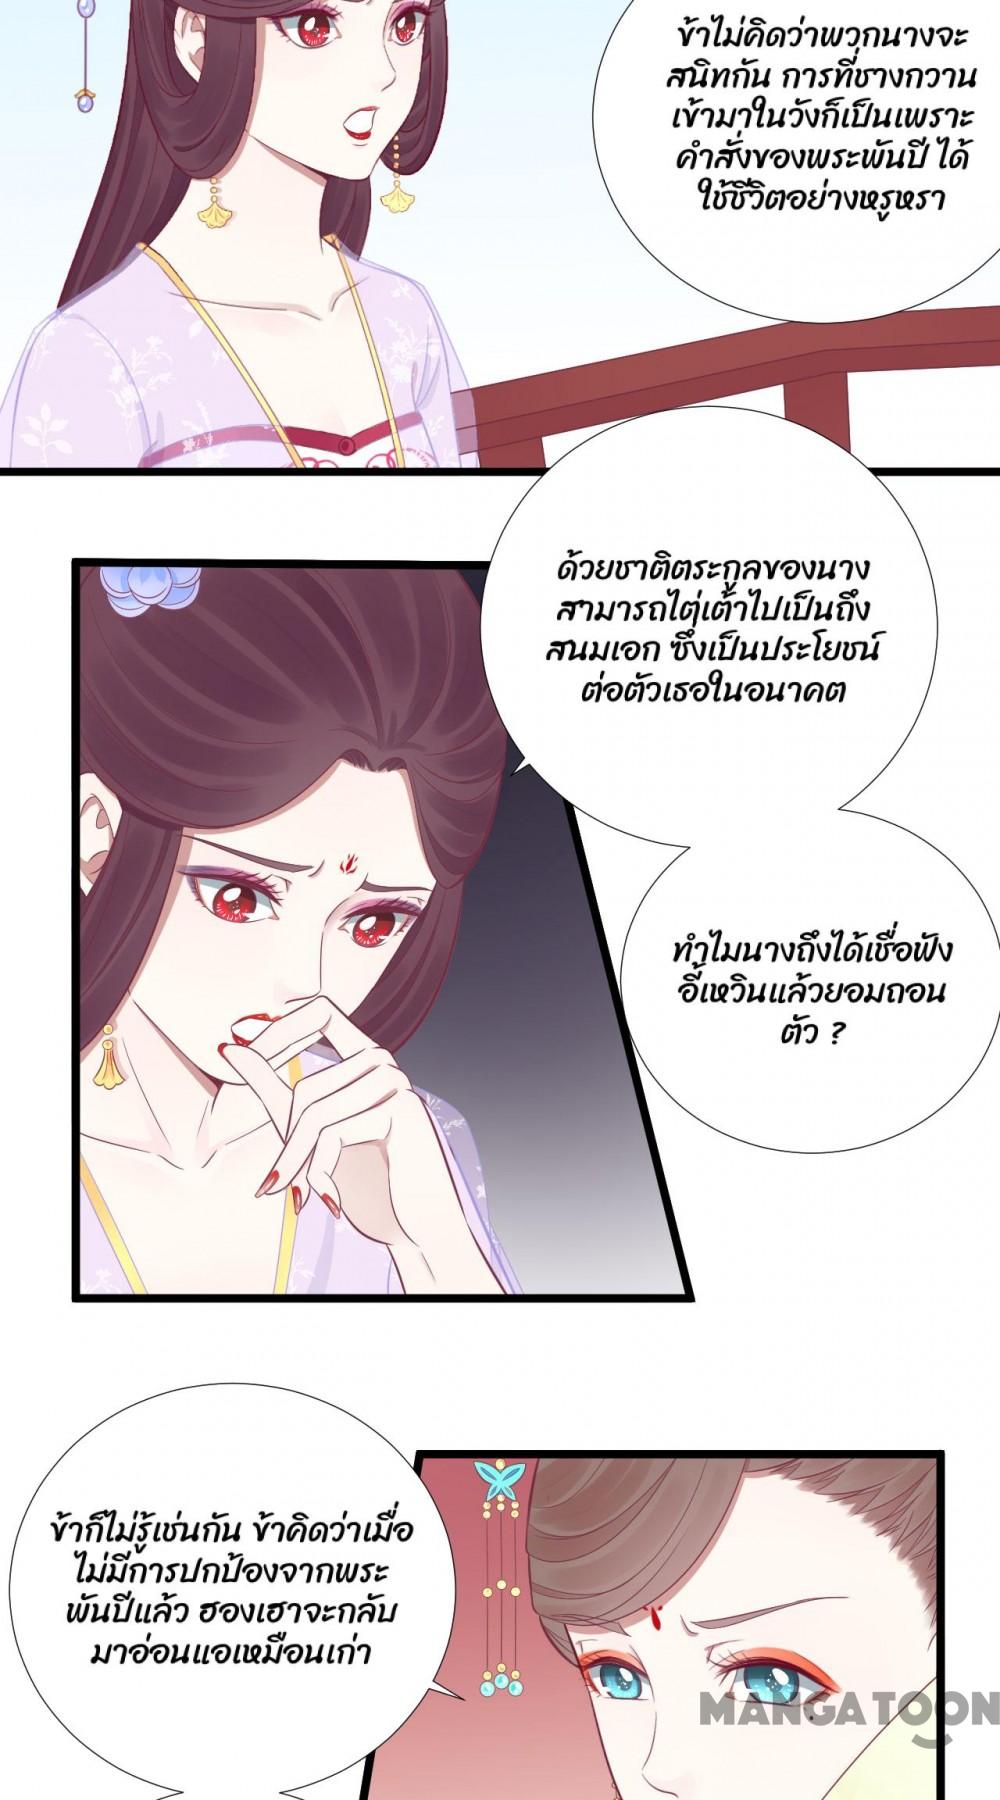 ข้าไม่คิดว่าพวกนางจะ
สนิทกัน การที่ชางกวาน
เข้ามาในวังก็เป็นเพราะ
คำสั่งของพระพันปี ได้
ใช้ชีวิตอย่างหรูหรา
ด้วยชาติตระกูลของนาง
สามารถไต่เต้าไปเป็นถึง
สนมเอก ซึ่งเป็นประโยชน์
ต่อตัวเธอในอนาคต
ทำไมนางถึงได้เชื่อฟัง
อี้เหวินแล้วยอมถอน
ตัว ?
ข้าก็ไม่รู้เช่นกัน ข้าคิดว่าเมื่อ
ไม่มีการปกป้องจากพระ
พันปีแล้ว ฮองเฮาจะกลับ
มาอ่อนแอเหมือนเก่า
MANGATOON